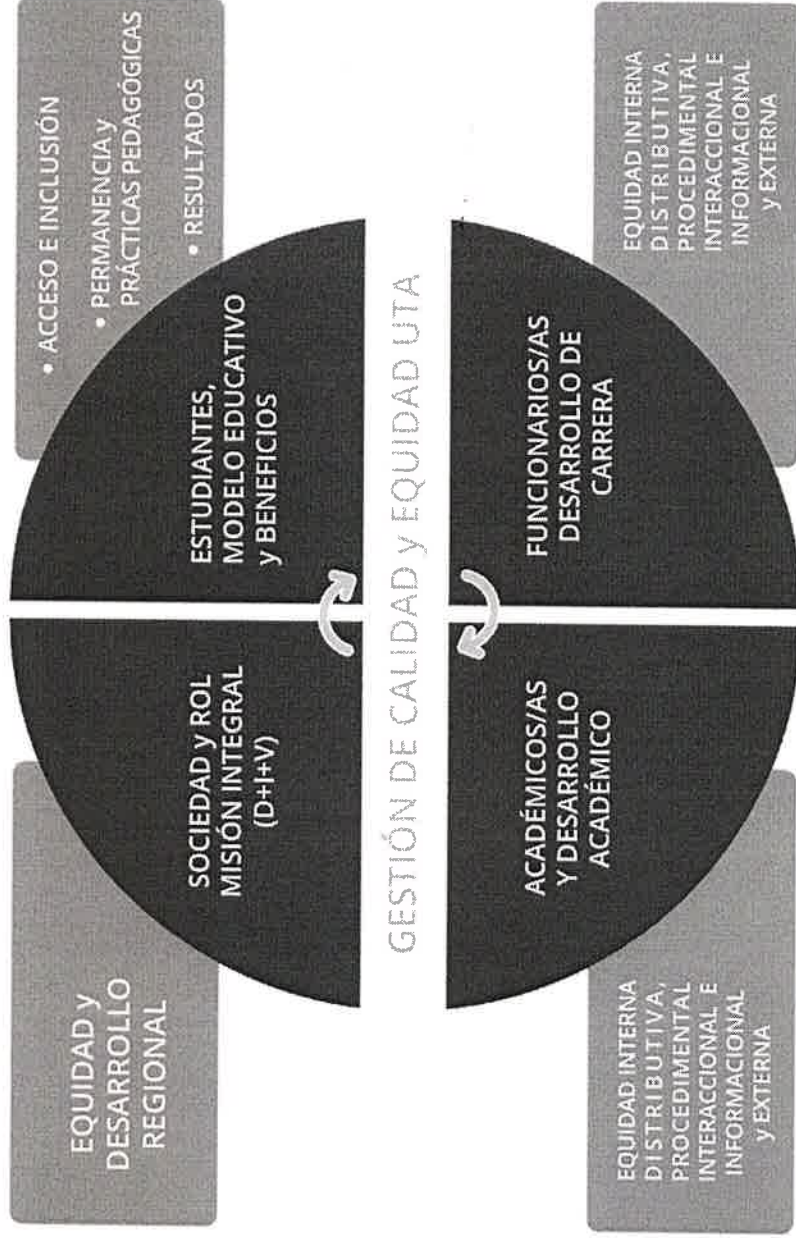 EQUIDAD y
DESARROLLO
REGIONAL
• ACCESO E INCLUSIÓN
• PERMANENCIA y
PRÁCTICAS PEDAGÓGICAS
• RESULTADOS
SOCIEDAD y ROL
MISIÓN INTEGRAL
(D+I+V)
ESTUDIANTES,
MODELO EDUCATIVO
y BENEFICIOS
GESTIÓN DE CALIDAD y EQUIDAD UTA
ACADÉMICOS/AS
Y DESARROLLO
ACADÉMICO
FUNCIONARIOS/AS
DESARROLLO DE
CARRERA
EQUIDAD INTERNA
DISTRIBUTIVA,
PROCEDIMENTAL
INTERACCIONAL E
INFORMACIONAL
y EXTERNA
EQUIDAD INTERNA
DISTRIBUTIVA,
PROCEDIMENTAL
INTERACCIONAL E
INFORMACIONAL
y EXTERNA